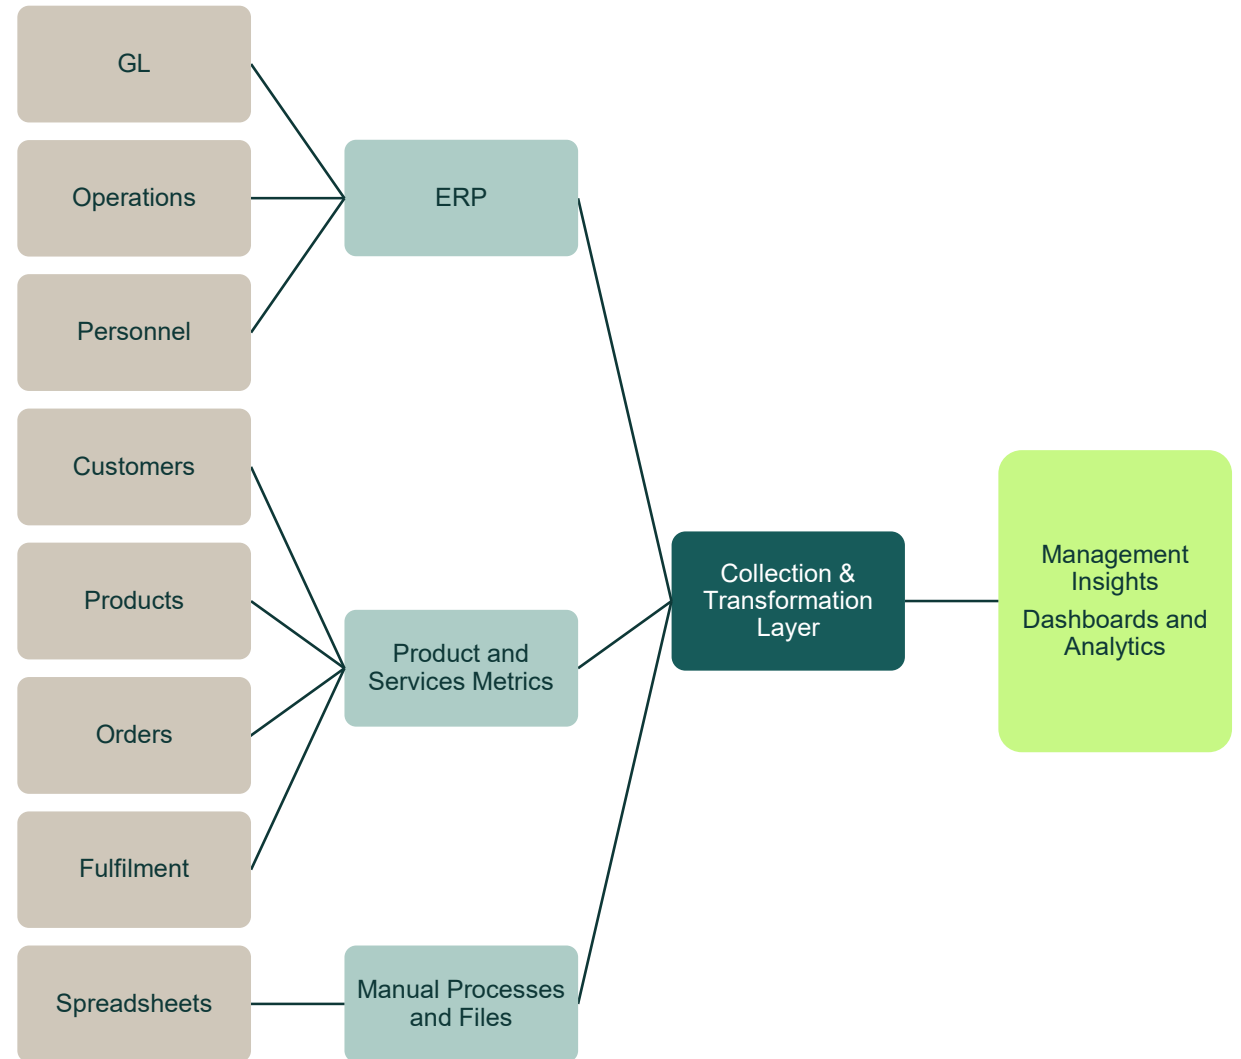 GL
Operations
Personnel
Customers
Products
Orders
Fulfilment
Spreadsheets
ERP
Product and
Services Metrics
Manual Processes
and Files
Collection &
Transformation
Layer
Management
Insights
Dashboards and
Analytics